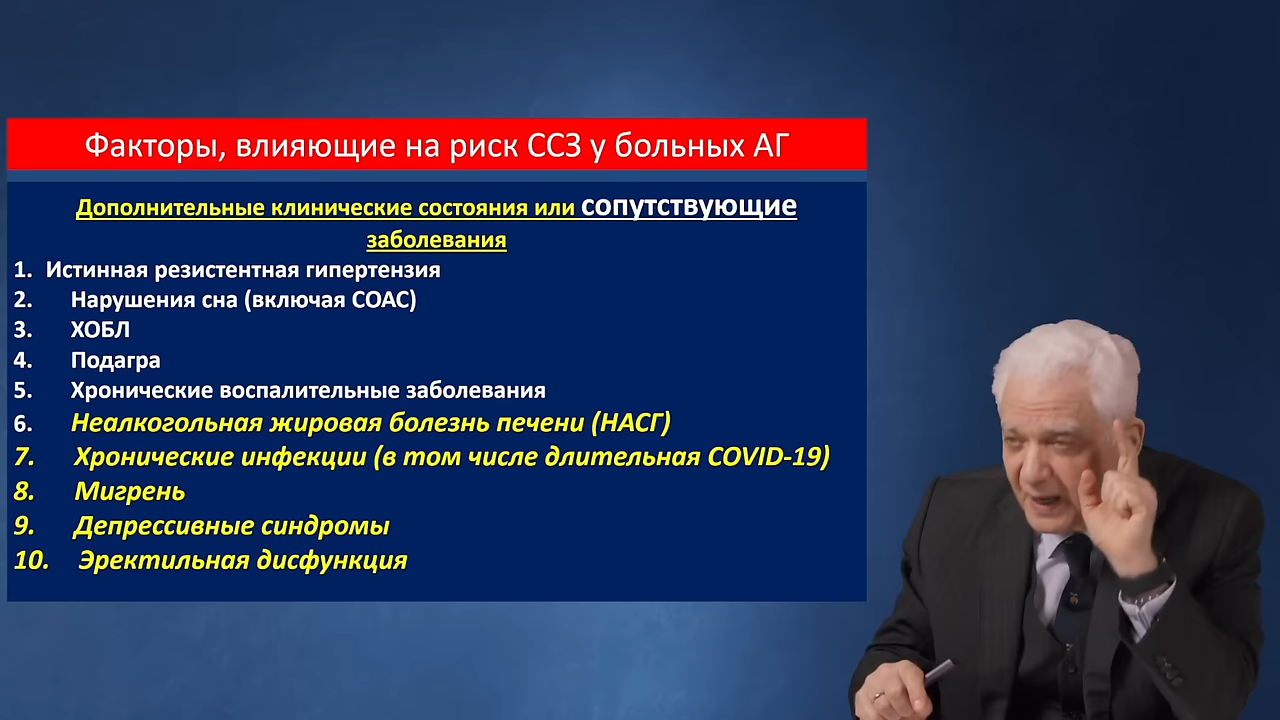 Факторы, влияющие на риск ССЗ у больных АГ
Дополнительные клинические состояния или сопутствующие
заболевания
1. Истинная резистентная гипертензия
2. Нарушения сна (включая СОАС)
3. ХОБЛ
4. Подагра
5. Хронические воспалительные заболевания
6. Неалкогольная жировая болезнь печени (НАСГ)
7. Хронические инфекции (в том числе длительная COVID-19)
8. Мигрень
9. Депрессивные синдромы
10. Эректильная дисфункция